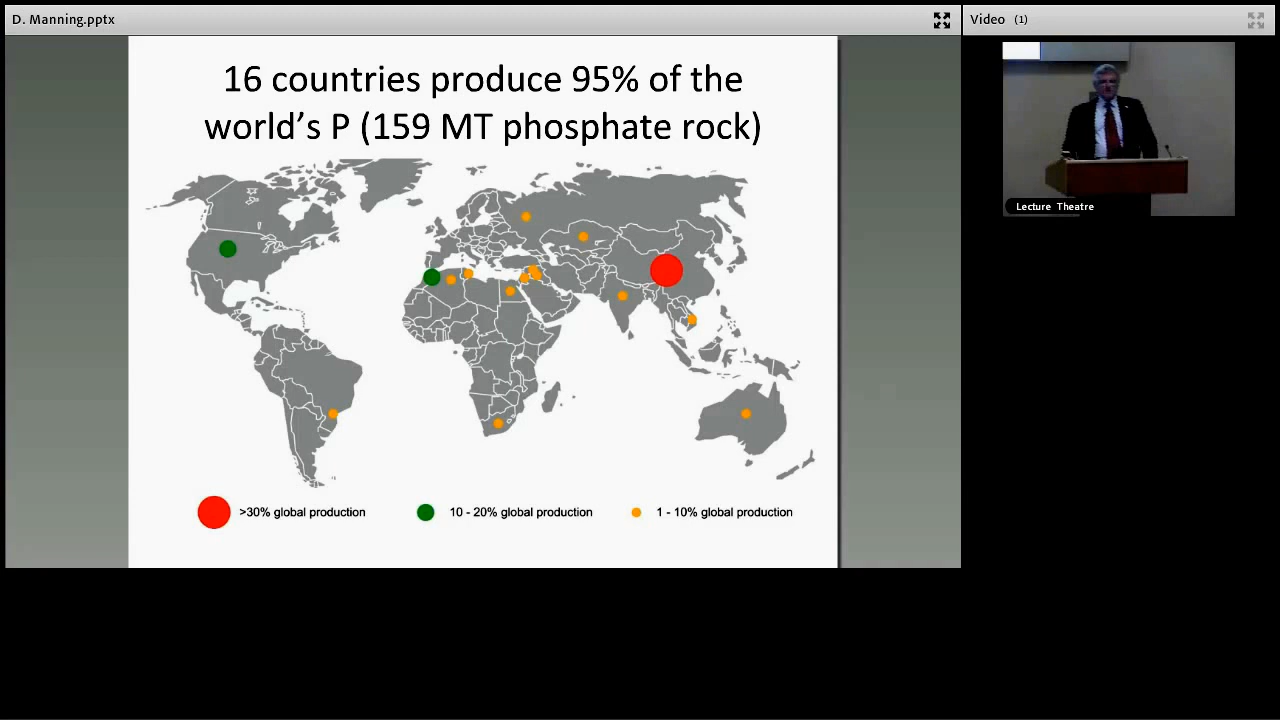 D. Manning.pptx
Video (1)
16 countries produce 95% of the
world's P (159 MT phosphate rock)
Lecture Theatre
>30% global production
10 - 20% global production
1 - 10% global production